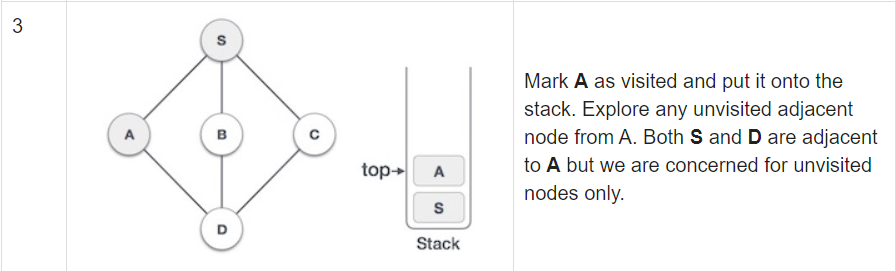 3
S
A
B
C
D
top→
A
S
Stack
Mark A as visited and put it onto the
stack. Explore any unvisited adjacent
node from A. Both S and D are adjacent
to A but we are concerned for unvisited
nodes only.